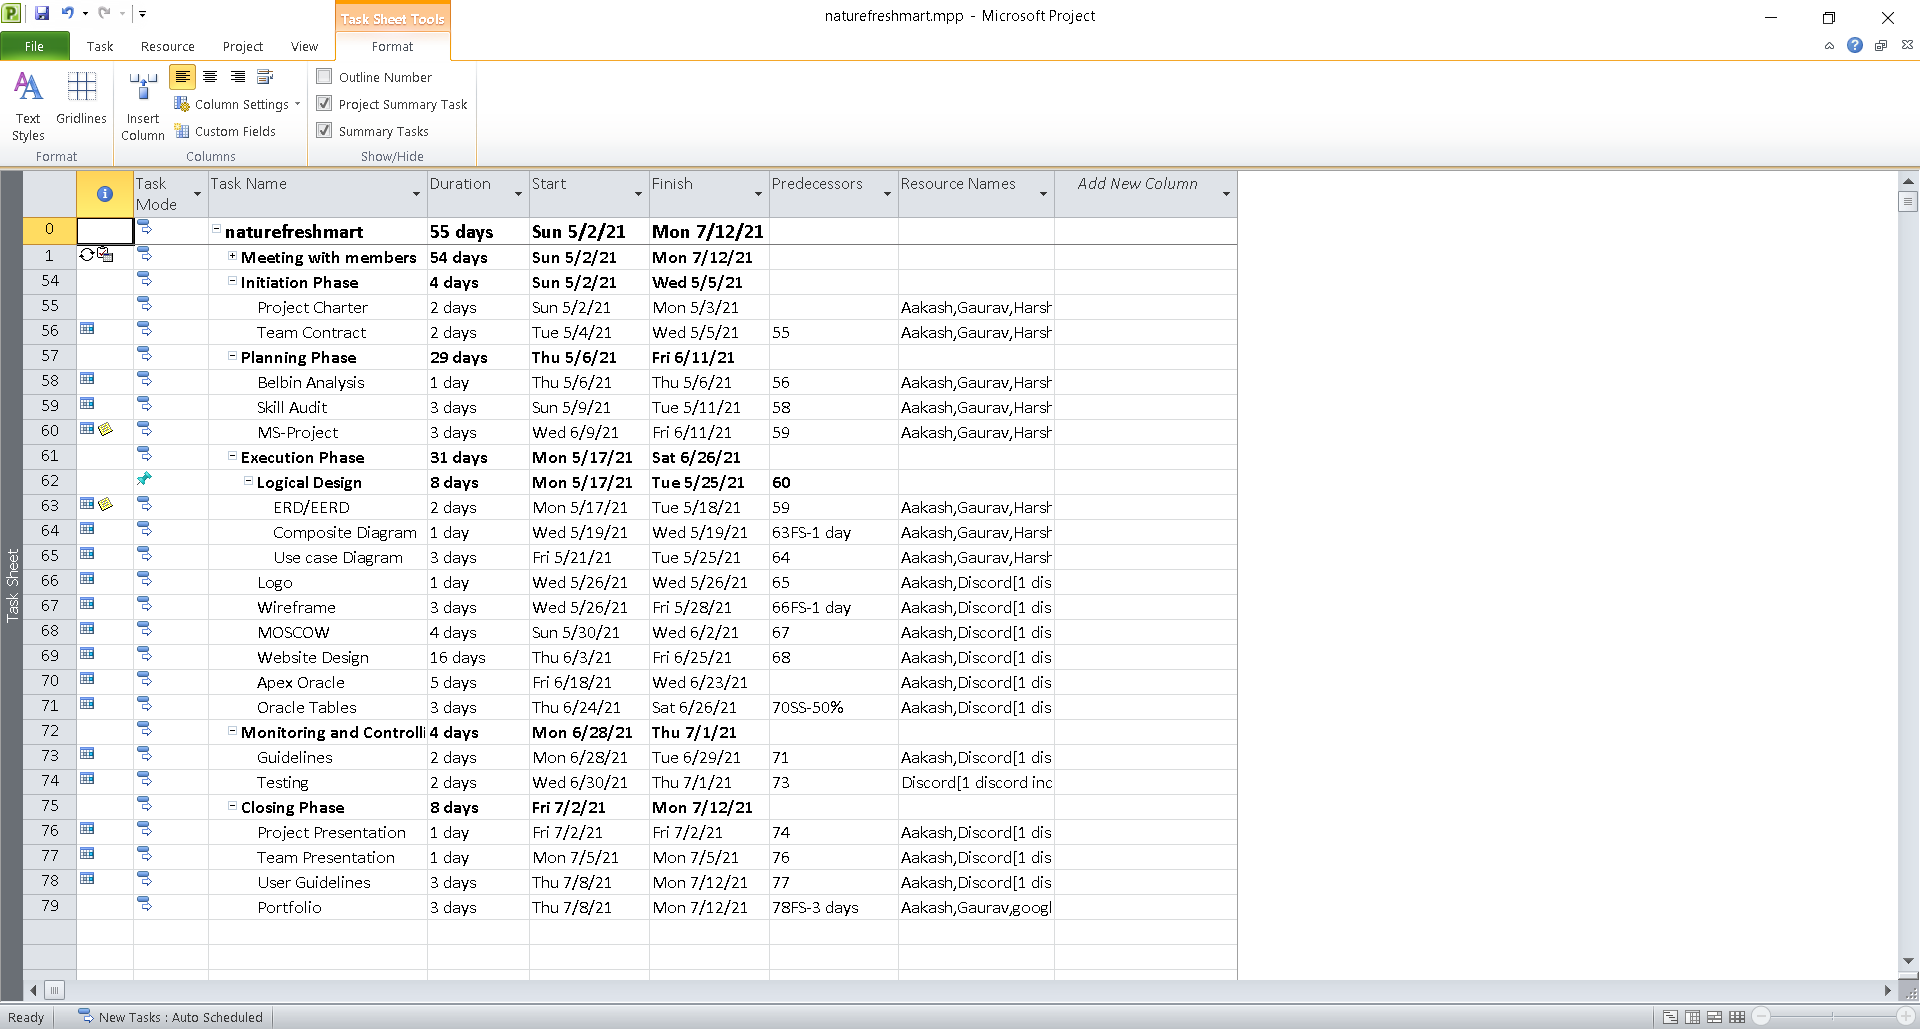 naturefreshmart.mpp - Microsoft Project
Task Sheet Tools
File Task Resource Project View Format
Text Styles
Gridlines
Format
Insert Column
Column Settings
Custom Fields
Columns
Outline Number
Project Summary Task
Summary Tasks
Show/Hide
Task Mode Task Name Duration Start Finish Predecessors Resource Names Add New Column
0 naturefreshmart 55 days Sun 5/2/21 Mon 7/12/21
1 Meeting with members 54 days Sun 5/2/21 Mon 7/12/21
54 Initiation Phase 4 days Sun 5/2/21 Wed 5/5/21
55 Project Charter 2 days Sun 5/2/21 Mon 5/3/21 Aakash,Gaurav,Harsh
56 Team Contract 2 days Tue 5/4/21 Wed 5/5/21 55 Aakash,Gaurav,Harsh
57 Planning Phase 29 days Thu 5/6/21 Fri 6/11/21
58 Belbin Analysis 1 day Thu 5/6/21 Thu 5/6/21 56 Aakash,Gaurav,Harsh
59 Skill Audit 3 days Sun 5/9/21 Tue 5/11/21 58 Aakash,Gaurav,Harsh
60 MS-Project 3 days Wed 6/9/21 Fri 6/11/21 59 Aakash,Gaurav,Harsh
61 Execution Phase 31 days Mon 5/17/21 Sat 6/26/21
62 Logical Design 8 days Mon 5/17/21 Tue 5/25/21 60
63 ERD/EERD 2 days Mon 5/17/21 Tue 5/18/21 59 Aakash,Gaurav,Harsh
64 Composite Diagram 1 day Wed 5/19/21 Wed 5/19/21 63FS-1 day Aakash,Gaurav,Harsh
65 Use case Diagram 3 days Fri 5/21/21 Tue 5/25/21 64 Aakash,Gaurav,Harsh
66 Logo 1 day Wed 5/26/21 Wed 5/26/21 65 Aakash,Discord[1 dis
67 Wireframe 3 days Wed 5/26/21 Fri 5/28/21 66FS-1 day Aakash,Discord[1 dis
68 MOSCOW 4 days Sun 5/30/21 Wed 6/2/21 67 Aakash,Discord[1 dis
69 Website Design 16 days Thu 6/3/21 Fri 6/25/21 68 Aakash,Discord[1 dis
70 Apex Oracle 5 days Fri 6/18/21 Wed 6/23/21 Aakash,Discord[1 dis
71 Oracle Tables 3 days Thu 6/24/21 Sat 6/26/21 70SS-50% Aakash,Discord[1 dis
72 Monitoring and Controlli 4 days Mon 6/28/21 Thu 7/1/21
73 Guidelines 2 days Mon 6/28/21 Tue 6/29/21 71 Aakash,Discord[1 dis
74 Testing 2 days Wed 6/30/21 Thu 7/1/21 73 Discord[1 discord inc
75 Closing Phase 8 days Fri 7/2/21 Mon 7/12/21
76 Project Presentation 1 day Fri 7/2/21 Fri 7/2/21 74 Aakash,Discord[1 dis
77 Team Presentation 1 day Mon 7/5/21 Mon 7/5/21 76 Aakash,Discord[1 dis
78 User Guidelines 3 days Thu 7/8/21 Mon 7/12/21 77 Aakash,Discord[1 dis
79 Portfolio 3 days Thu 7/8/21 Mon 7/12/21 78FS-3 days Aakash,Gaurav,googl
Task Sheet
Ready New Tasks : Auto Scheduled